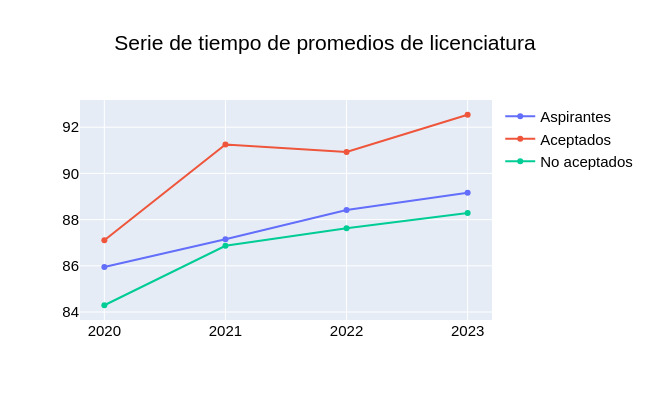 Serie de tiempo de promedios de licenciatura
Aspirantes
Aceptados
No aceptados
92
90
88
86
84
2020 2021 2022 2023